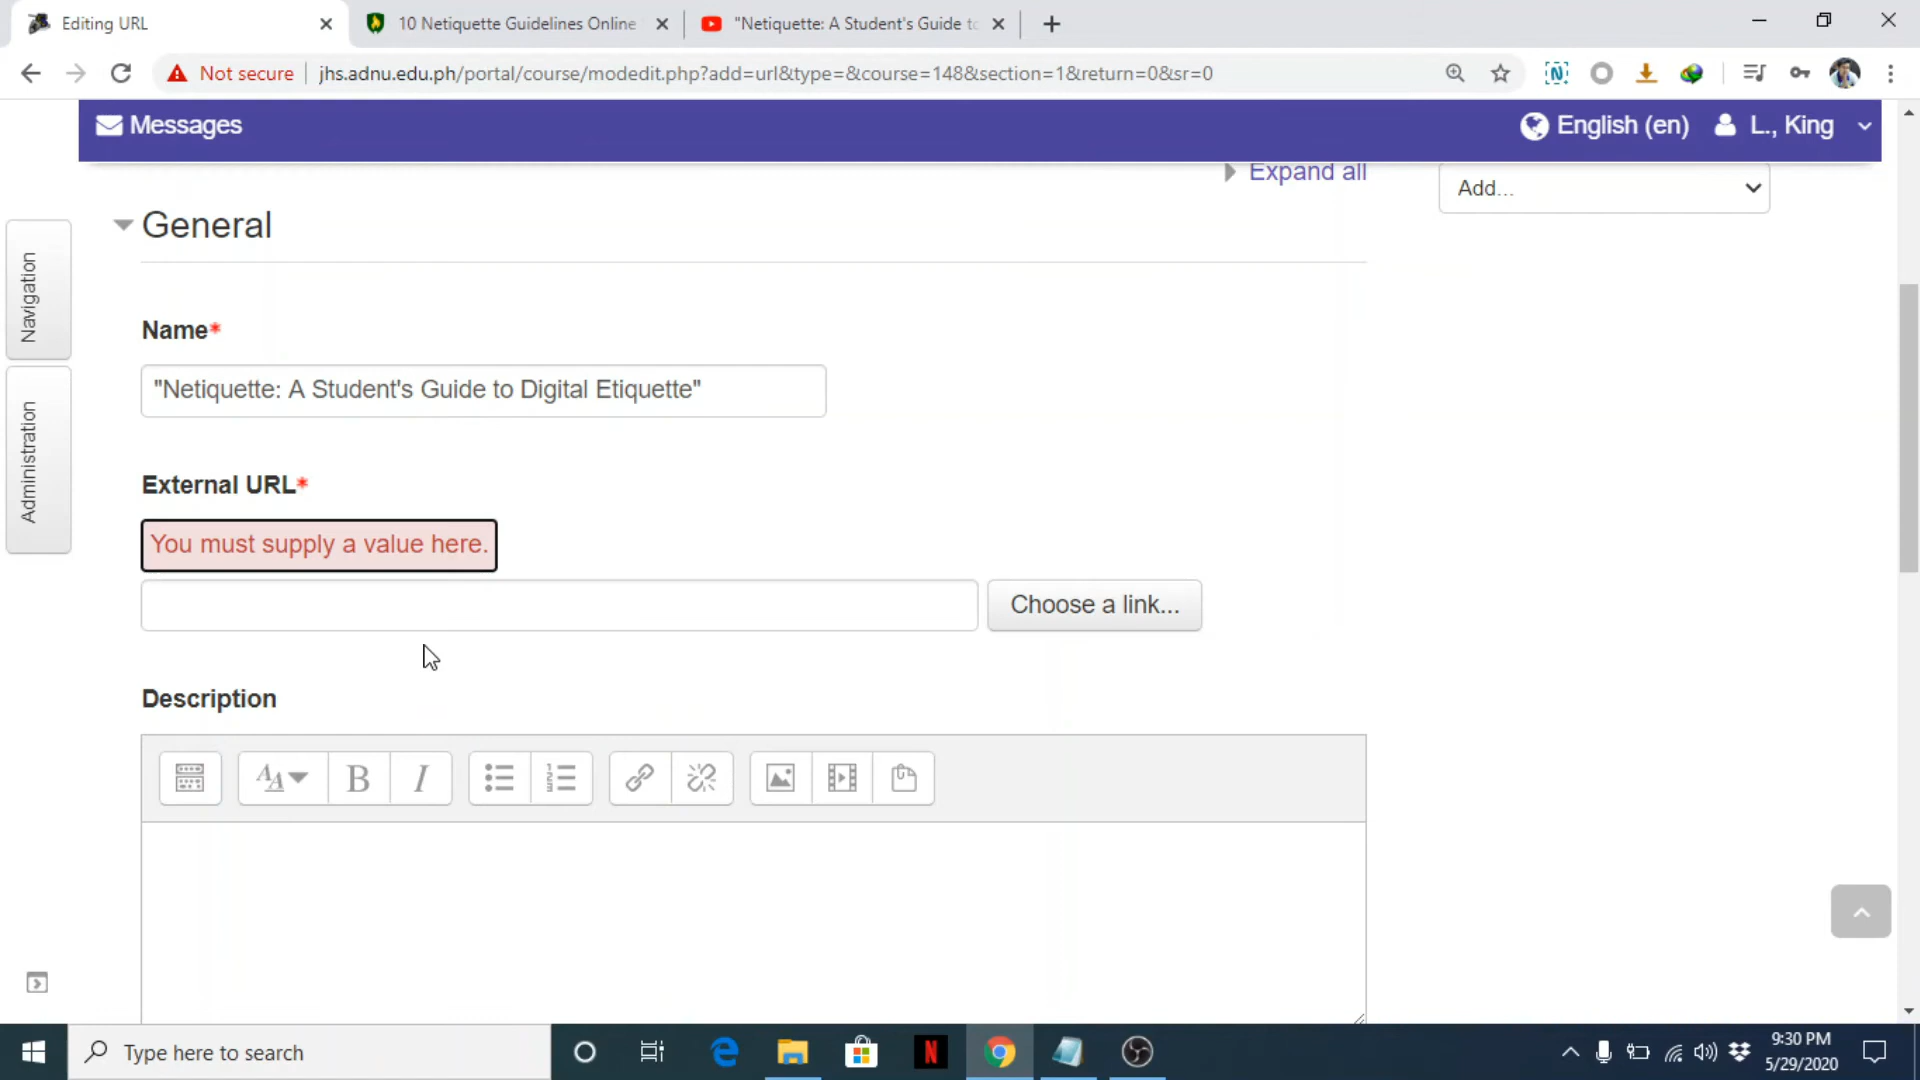 Editing URL
10 Netiquette Guidelines Online
"Netiquette: A Student's Guide to
Not secure
jhs.adnu.edu.ph/portal/course/modedit.php?add=url&type=&course=148&section=1&return=0&sr=0
Messages
English (en)
L., King
Expand all
Add...
General
Navigation
Administration
Name*
"Netiquette: A Student's Guide to Digital Etiquette"
External URL*
You must supply a value here.
Choose a link...
Description
Type here to search
9:30 PM
5/29/2020